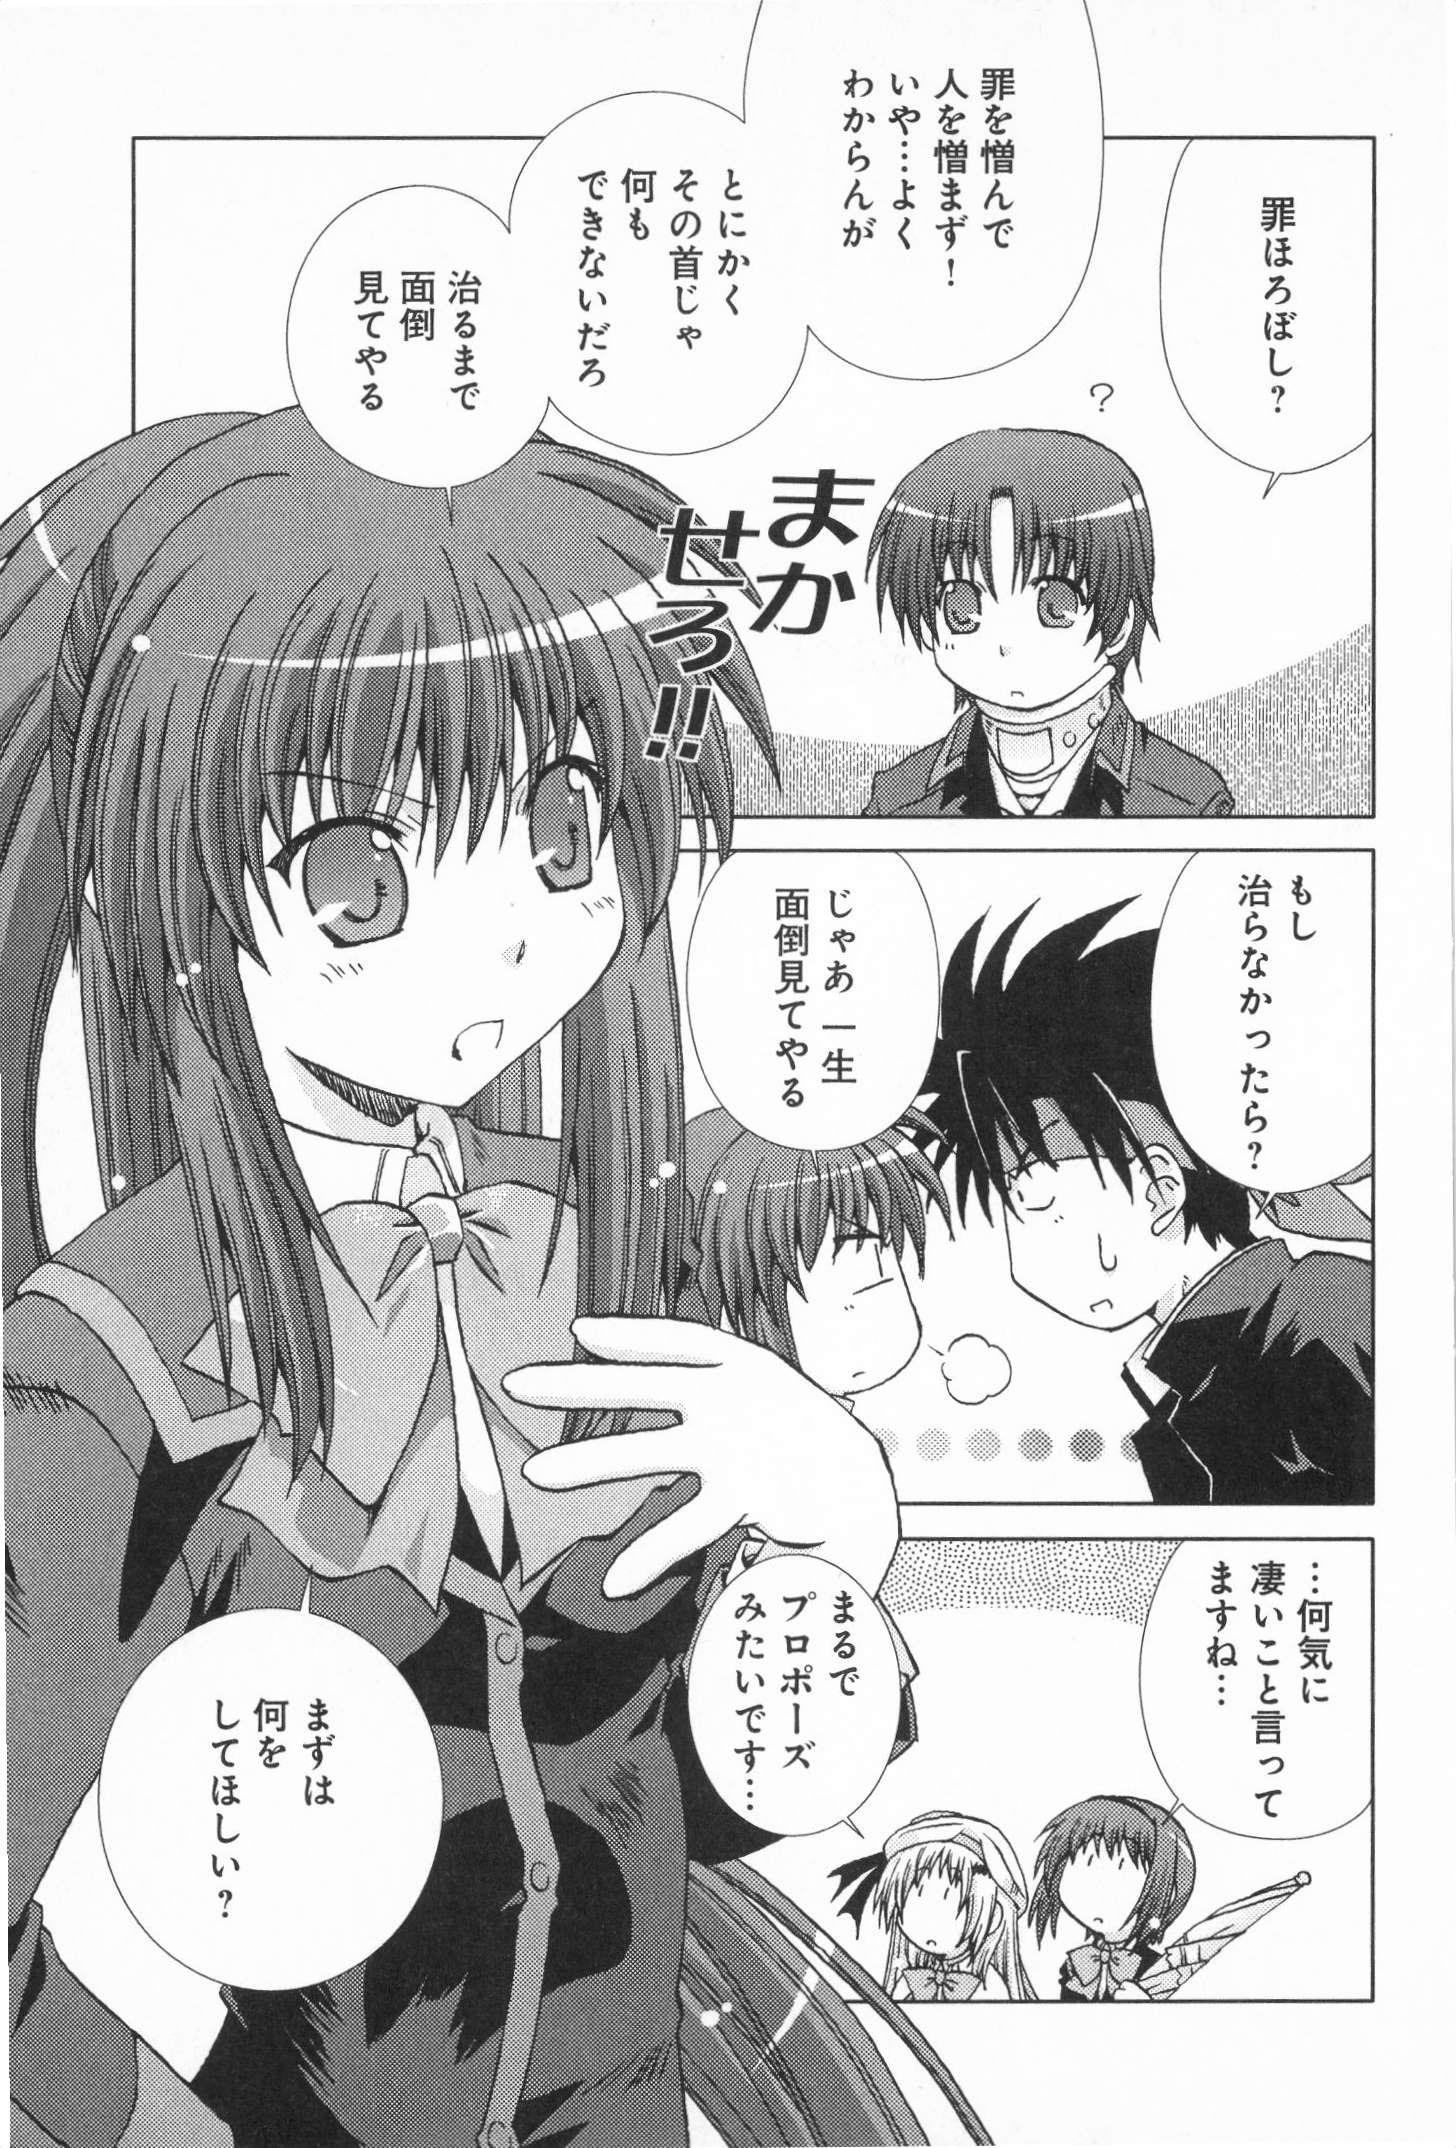 罪ほろぼし？
？
罪を憎んで
人を憎まず！
いや…よく
わからんが
とにかく
その首じゃ
何も
できないだろ
治るまで
面倒
見てやる
まか
せろ!!
もし
治らなかったら？
じゃあ一生
面倒見てやる
…何気に
凄いこと言って
ますね…
まるで
プロポーズ
みたいです…
まずは
何を
してほしい？